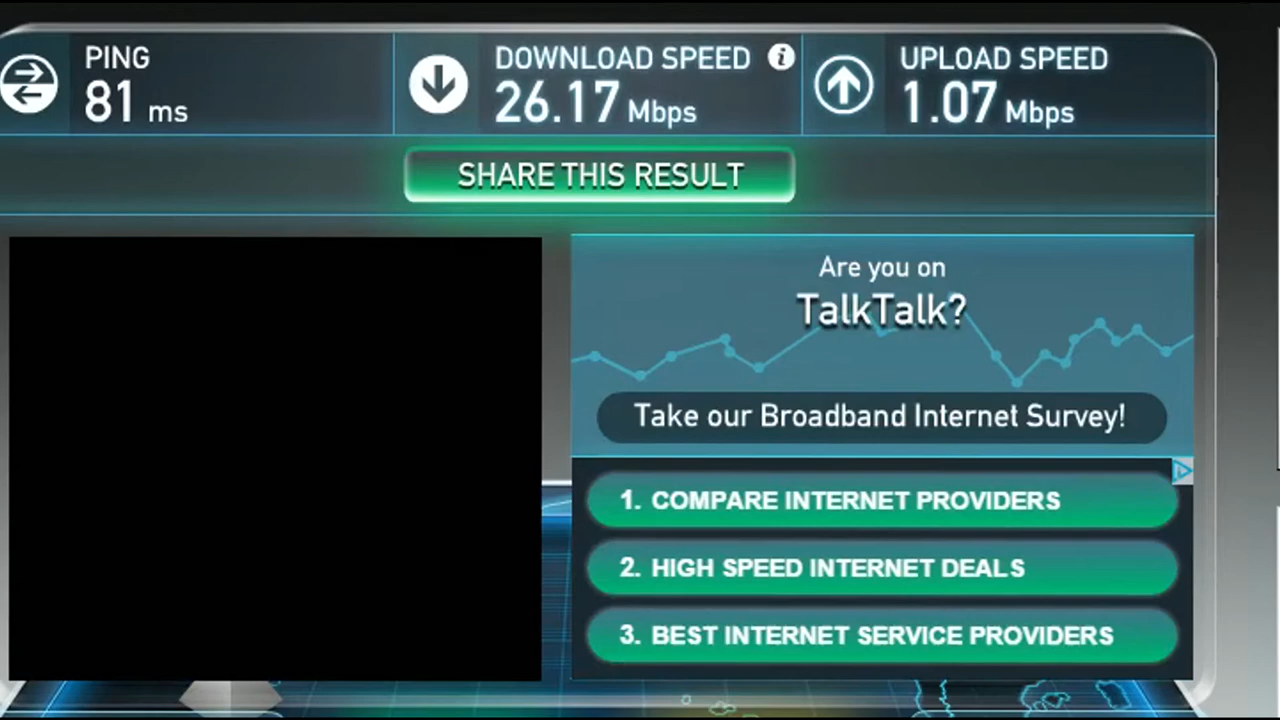 PING
81 ms
DOWNLOAD SPEED
26.17 Mbps
UPLOAD SPEED
1.07 Mbps
SHARE THIS RESULT
Are you on
TalkTalk?
Take our Broadband Internet Survey!
1. COMPARE INTERNET PROVIDERS
2. HIGH SPEED INTERNET DEALS
3. BEST INTERNET SERVICE PROVIDERS